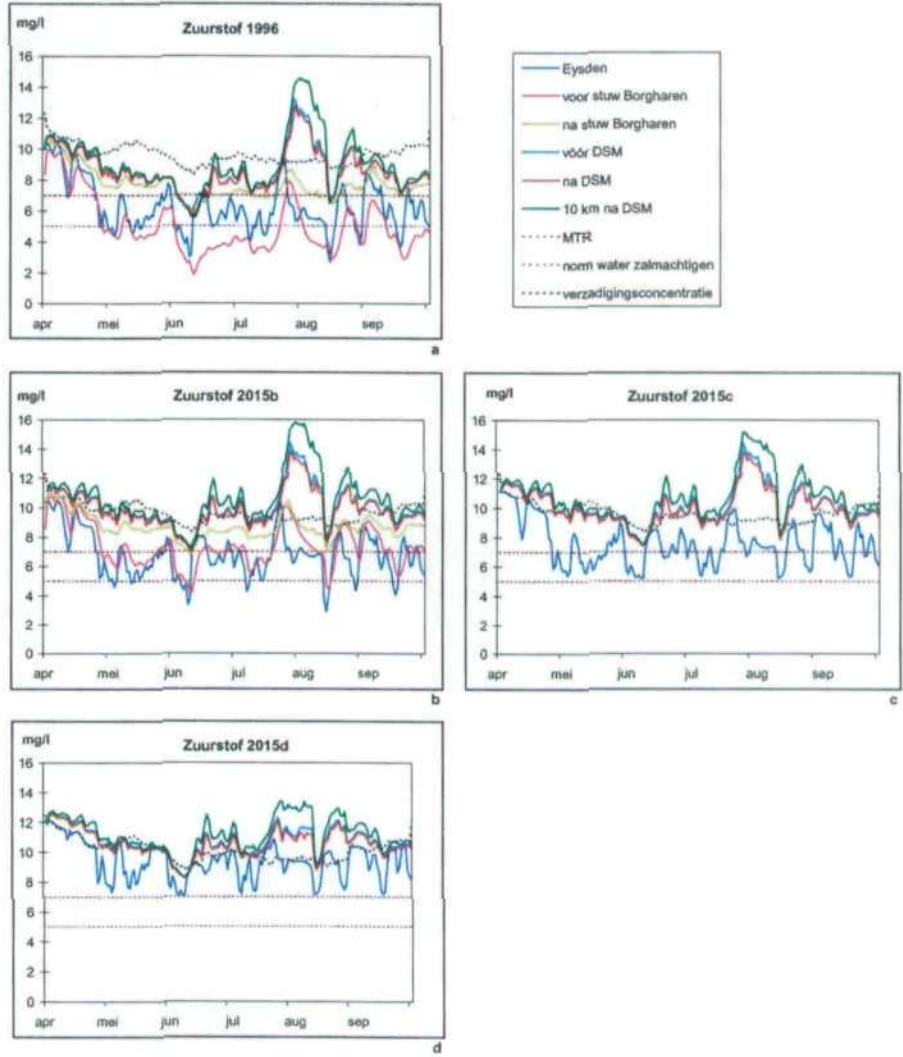 mg/l
Zuurstof 1996
16
14
12
10
8
6
4
2
0
apr mei jun jul aug sep
a
Eysden
voor stuw Borgharen
na stuw Borgharen
vóór DSM
na DSM
10 km na DSM
MTR
norm water zalmachtigen
verzadigingsconcentratie
mg/l
Zuurstof 2015b
16
14
12
10
8
6
4
2
0
apr mei jun jul aug sep
b
mg/l
Zuurstof 2015c
16
14
12
10
8
6
4
2
0
apr mei jun jul aug sep
c
mg/l
Zuurstof 2015d
16
14
12
10
8
6
4
2
0
apr mei jun jul aug sep
d